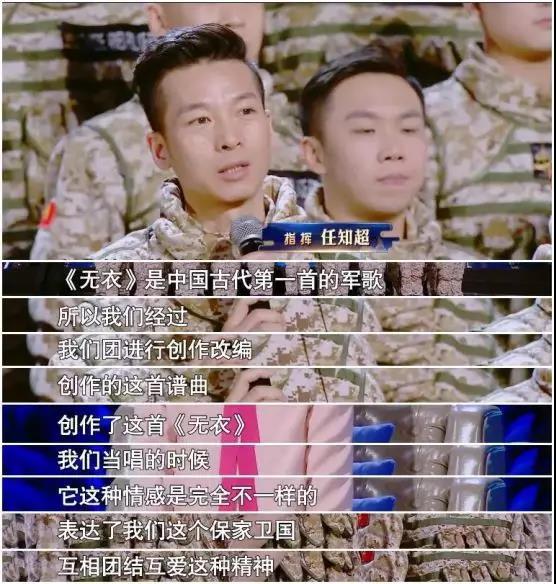 指挥 任知超
《无衣》是中国古代第一首的军歌
所以我们经过
我们团进行创作改编
创作的这首谱曲
创作了这首《无衣》
我们当唱的时候
它这种情感是完全不一样的
表达了我们这个保家卫国
互相团结互爱这种精神